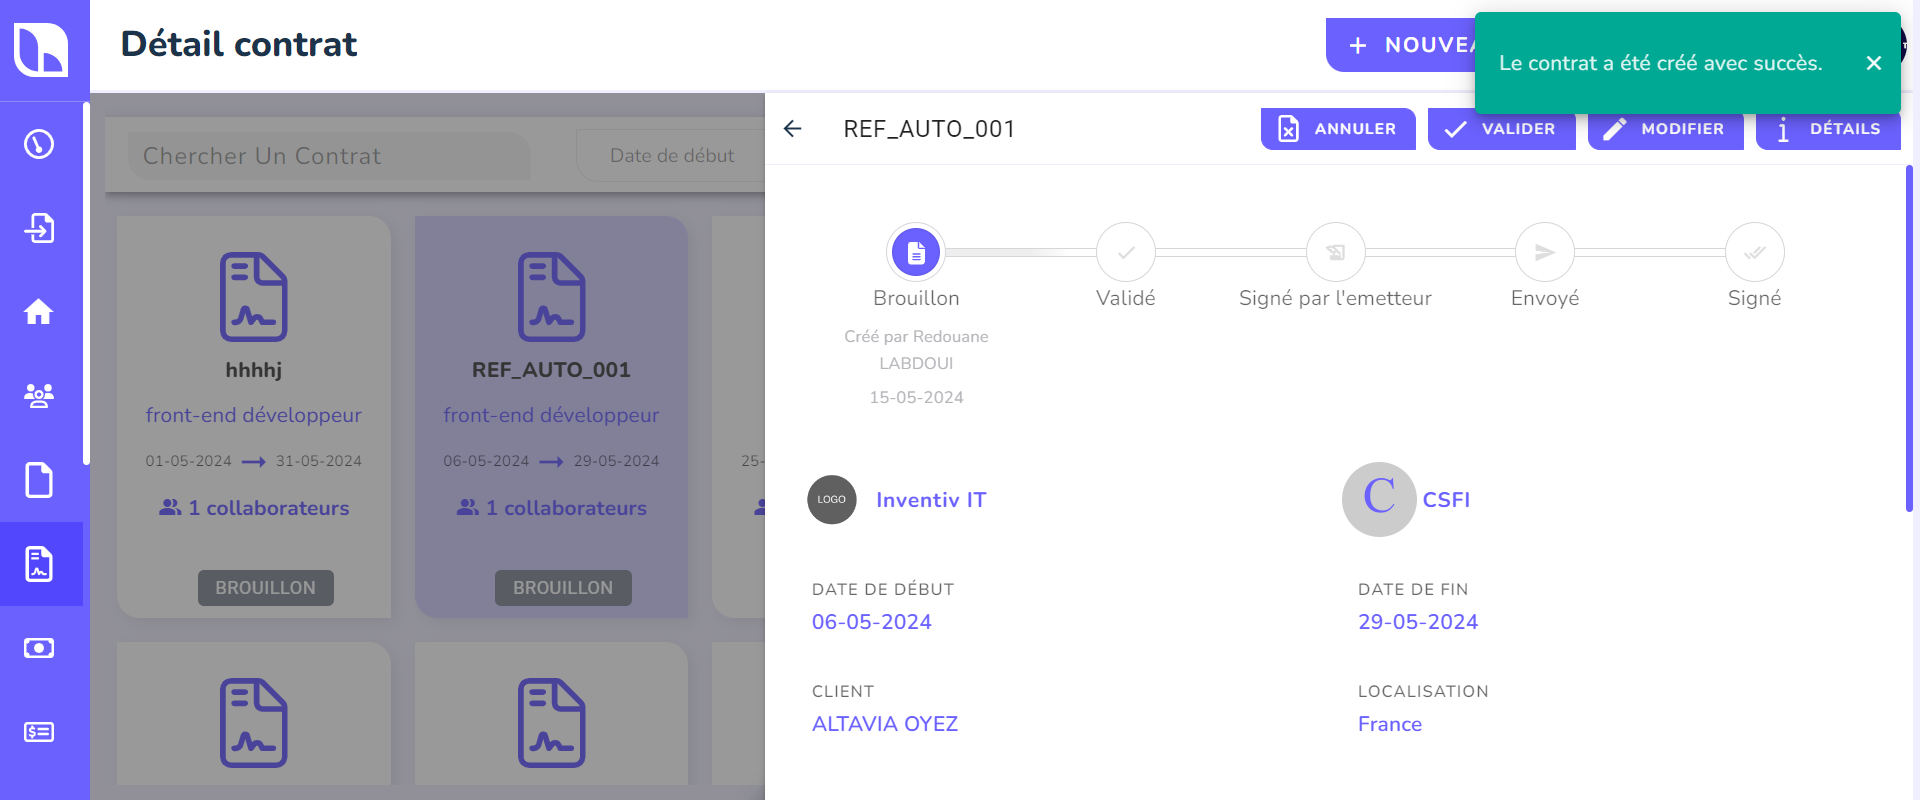 Détail contrat
Le contrat a été créé avec succès.
Chercher Un Contrat
Date de début
hhhhj
front-end développeur
01-05-2024 31-05-2024
1 collaborateurs
BROUILLON
REF_AUTO_001
front-end développeur
06-05-2024 29-05-2024
1 collaborateurs
BROUILLON
REF_AUTO_001
ANNULER
VALIDER
MODIFIER
DÉTAILS
Brouillon
Créé par Redouane
LABDOUI
15-05-2024
Validé
Signé par l'emetteur
Envoyé
Signé
LOGO
Inventiv IT
C
CSFI
DATE DE DÉBUT
06-05-2024
DATE DE FIN
29-05-2024
CLIENT
ALTAVIA OYEZ
LOCALISATION
France